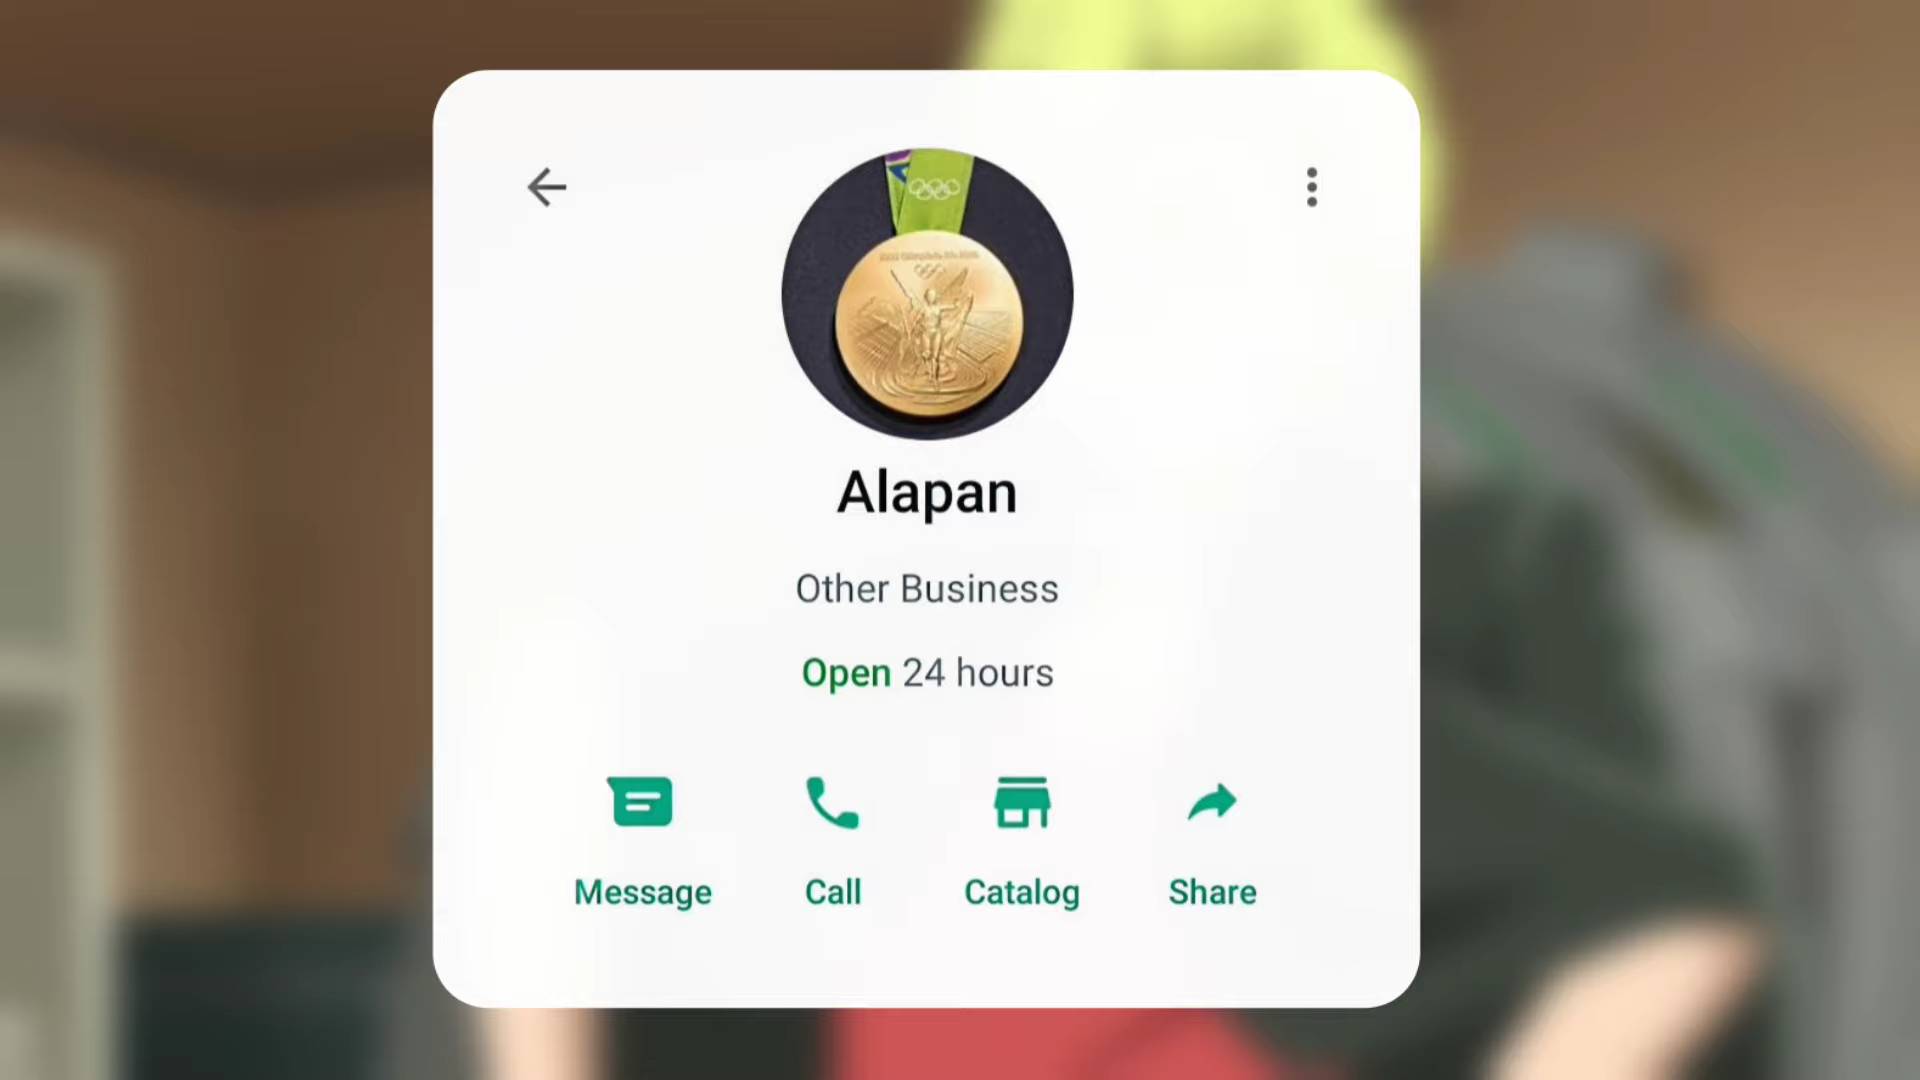 Alapan
Other Business
Open 24 hours
Message
Call
Catalog
Share